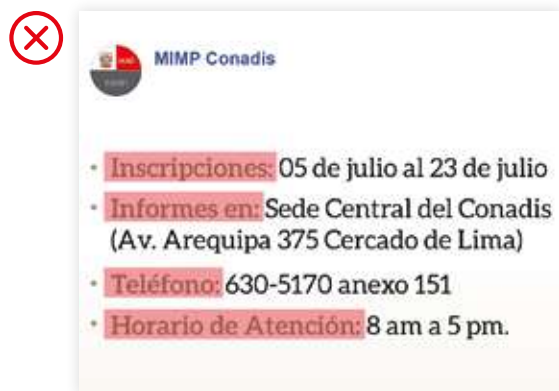 MIMP Conadis
• Inscripciones: 05 de julio al 23 de julio
• Informes en: Sede Central del Conadis
(Av. Arequipa 375 Cercado de Lima)
• Teléfono: 630-5170 anexo 151
• Horario de Atención: 8 am a 5 pm.